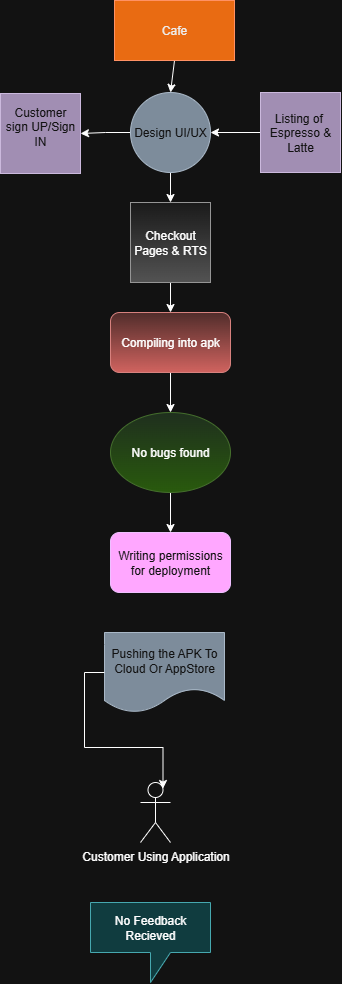 Cafe
Customer
sign UP/Sign
IN
Design UI/UX
Listing of
Espresso &
Latte
Checkout
Pages & RTS
Compiling into apk
No bugs found
Writing permissions
for deployment
Pushing the APK To
Cloud Or AppStore
Customer Using Application
No Feedback
Recieved